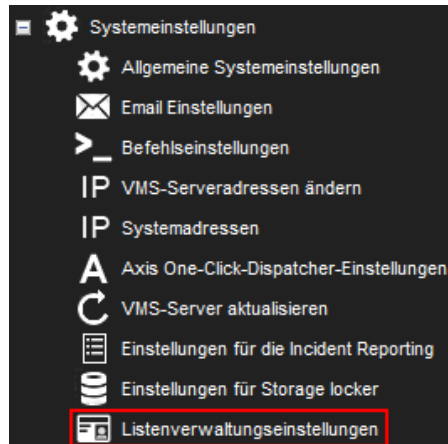 Systemeinstellungen
Allgemeine Systemeinstellungen
Email Einstellungen
>_ Befehlseinstellungen
IP VMS-Serveradressen ändern
IP Systemadressen
A Axis One-Click-Dispatcher-Einstellungen
VMS-Server aktualisieren
Einstellungen für die Incident Reporting
Einstellungen für Storage locker
Listenverwaltungseinstellungen